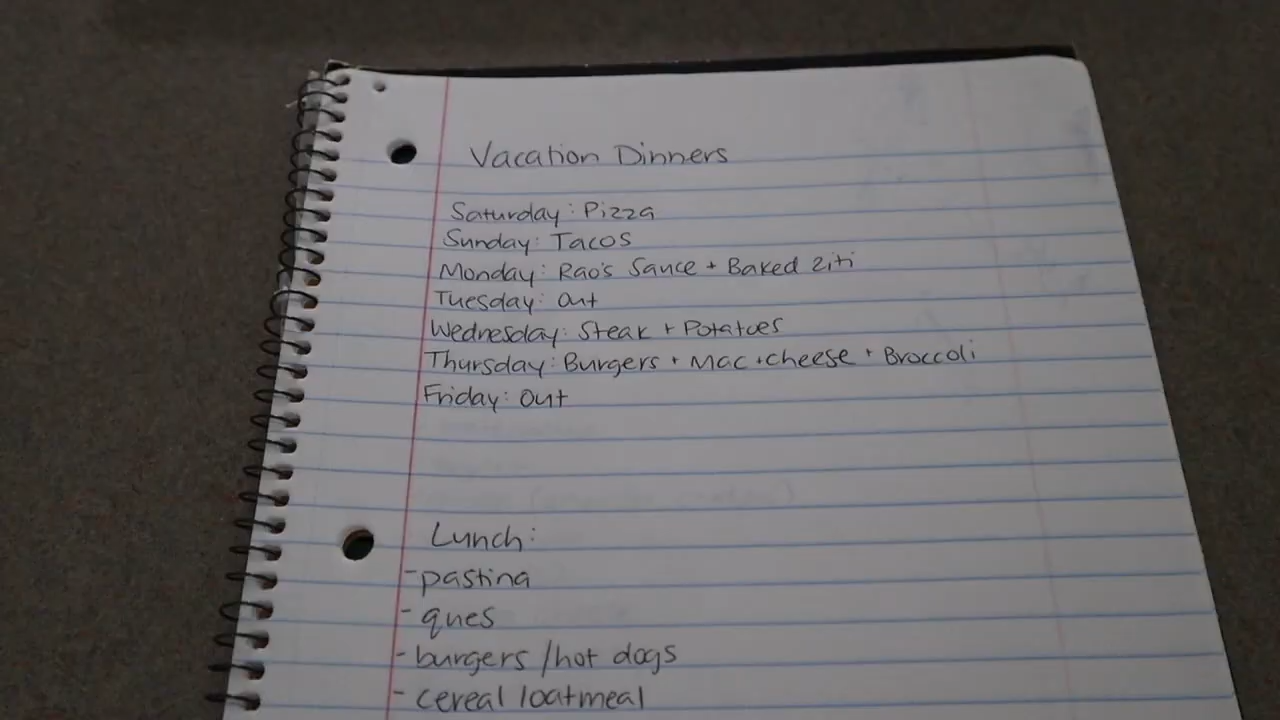 Vacation Dinners
Saturday: Pizza
Sunday: Tacos
Monday: Rao's Sauce + Baked Ziti
Tuesday: Out
Wednesday: Steak + Potatoes
Thursday: Burgers + Mac + cheese + Broccoli
Friday: Out
Lunch:
- pastina
- ques
- burgers / hot dogs
- cereal / oatmeal